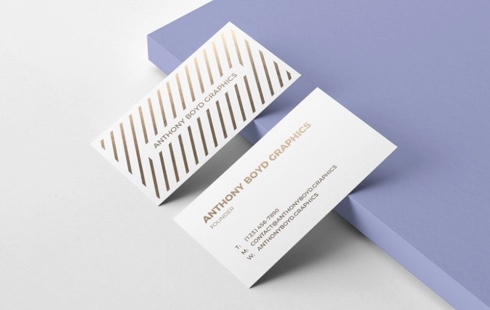 ANTHONY BOYD GRAPHICS
ANTHONY BOYD GRAPHICS
FOUNDER
T: (123) 456-7890
M: CONTACT@ANTHONYBOYD.GRAPHICS
W: ANTHONYBOYD.GRAPHICS